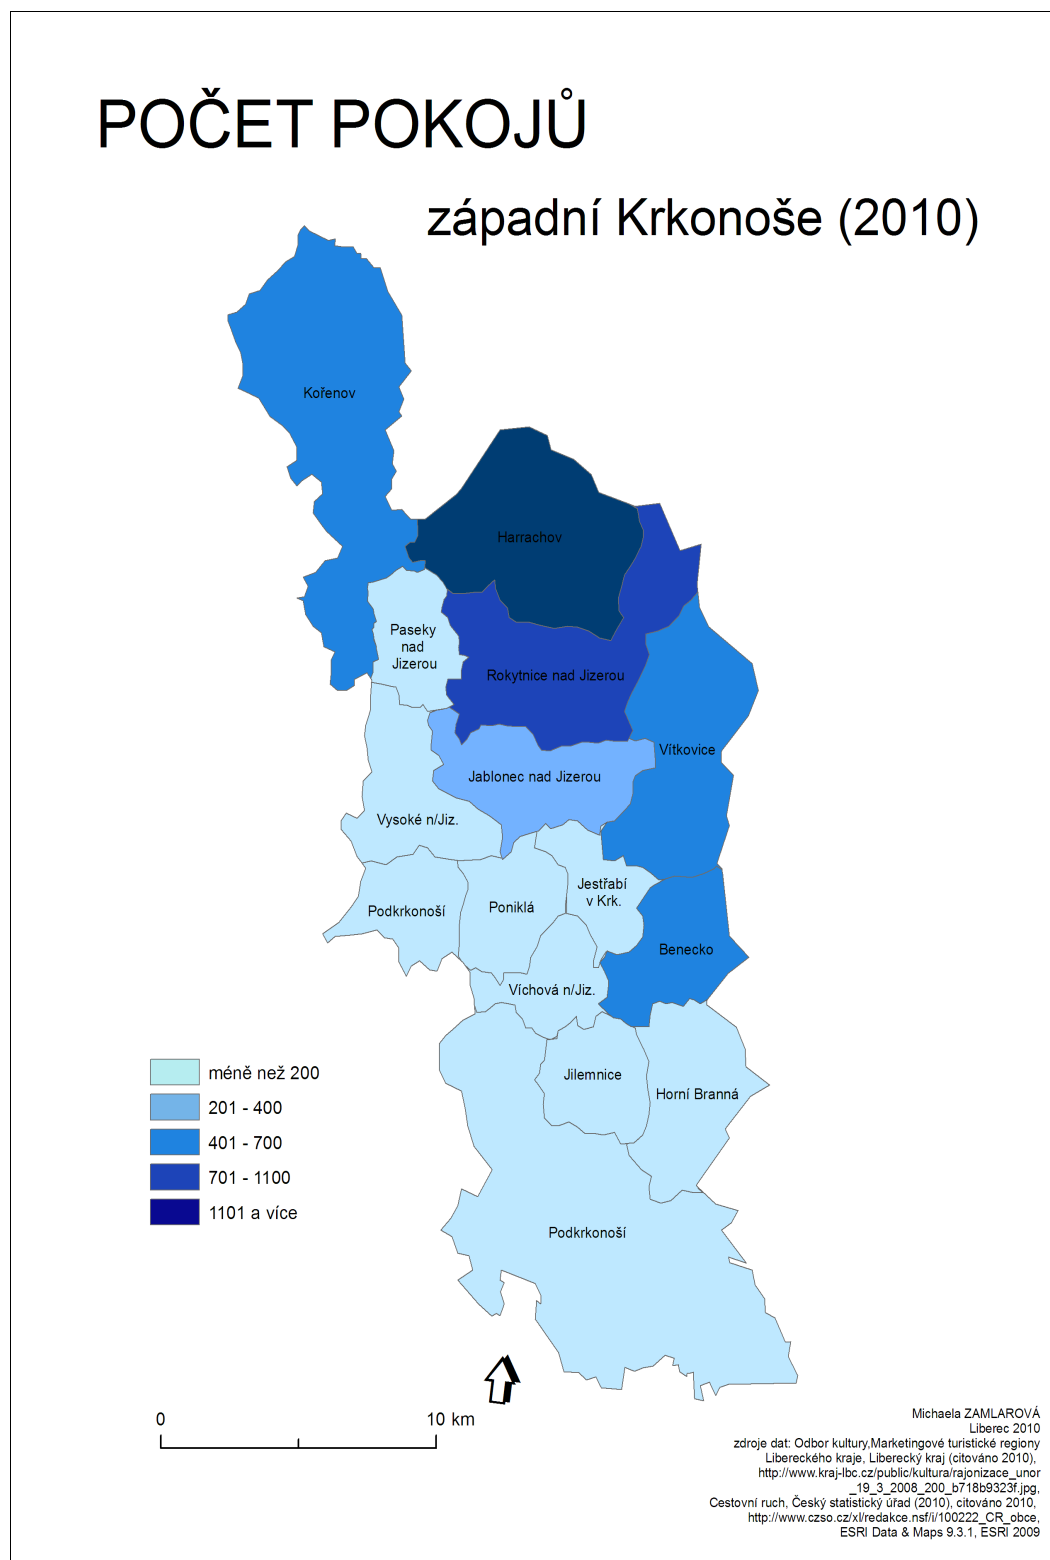 POČET POKOJŮ
západní Krkonoše (2010)
Kořenov
Harrachov
Paseky
nad
Jizerou
Rokytnice nad Jizerou
Vítkovice
Jablonec nad Jizerou
Vysoké n/Jiz.
Jestřabí
v Krk.
Podkrkonoší
Poniklá
Benecko
Víchová n/Jiz.
Jilemnice
Horní Branná
Podkrkonoší
méně než 200
201 - 400
401 - 700
701 - 1100
1101 a více
0
10 km
Michaela ZAMLAROVÁ
Liberec 2010
zdroje dat: Odbor kultury,Marketingové turistické regiony
Libereckého kraje, Liberecký kraj (citováno 2010),
http://www.kraj-lbc.cz/public/kultura/rajonizace_unor
_19_3_2008_200_b718b9323f.jpg,
Cestovní ruch, Český statistický úřad (2010), citováno 2010,
http://www.czso.cz/xl/redakce.nsf/i/100222_CR_obce,
ESRI Data & Maps 9.3.1, ESRI 2009